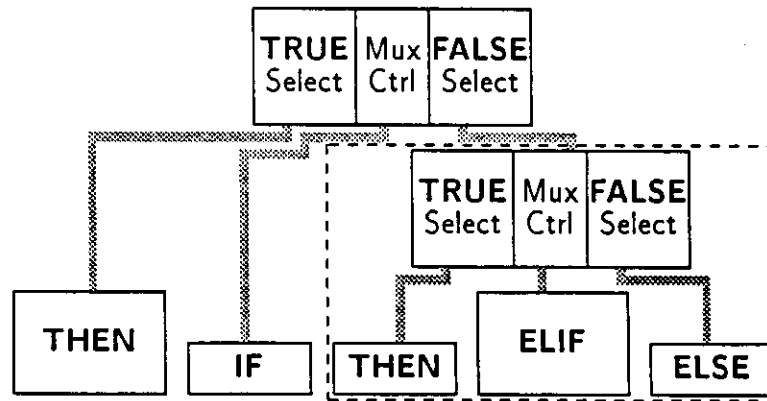 TRUE Mux FALSE
Select Ctrl Select
TRUE Mux FALSE
Select Ctrl Select
THEN
IF
THEN
ELIF
ELSE